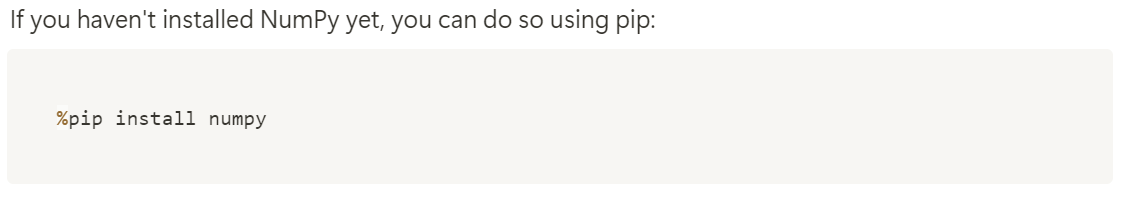 If you haven't installed NumPy yet, you can do so using pip:
%pip install numpy